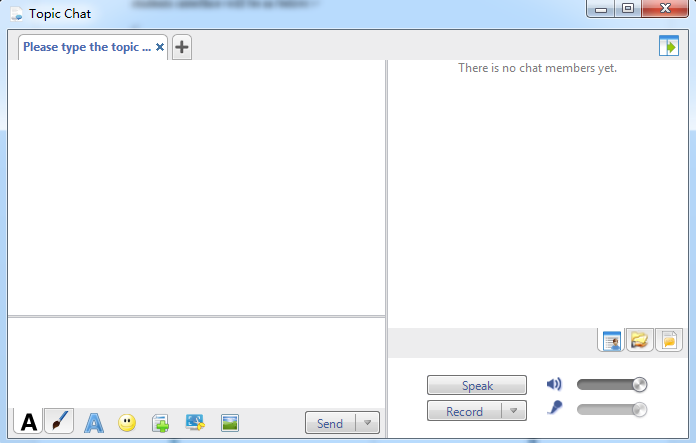 Topic Chat
Please type the topic ...
There is no chat members yet.
Speak
Record
A
A
Send